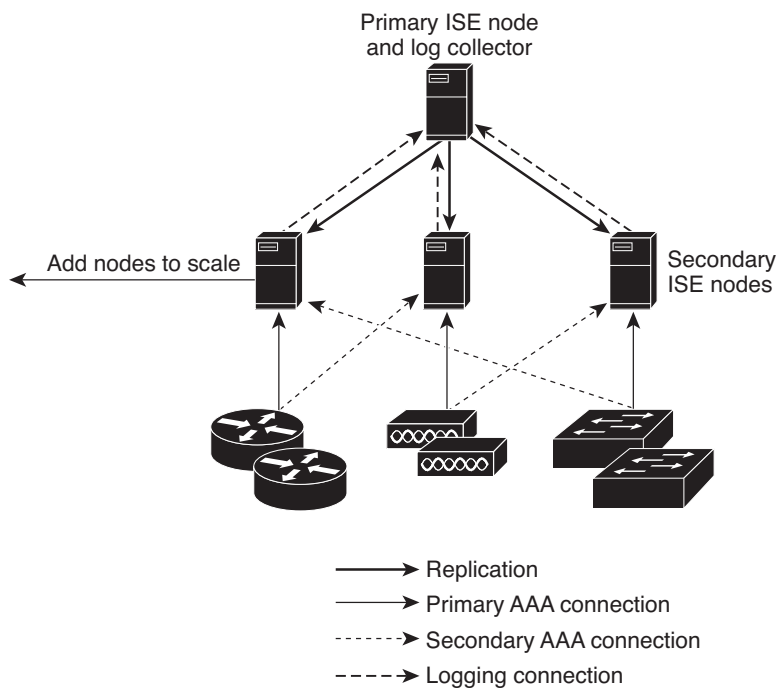 Primary ISE node
and log collector
Add nodes to scale
Secondary
ISE nodes
Replication
Primary AAA connection
Secondary AAA connection
Logging connection